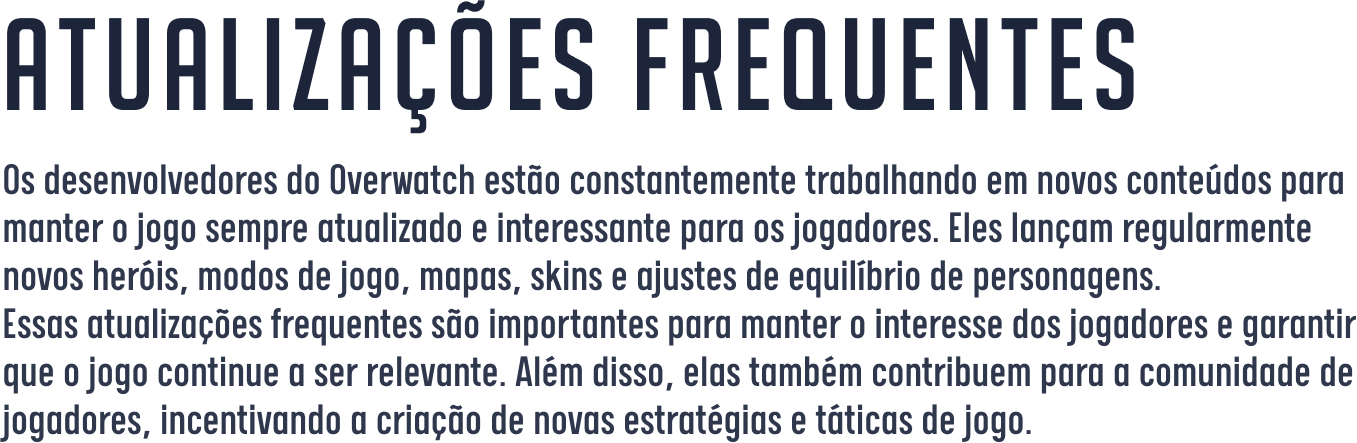 ATUALIZAÇÕES FREQUENTES
Os desenvolvedores do Overwatch estão constantemente trabalhando em novos conteúdos para
manter o jogo sempre atualizado e interessante para os jogadores. Eles lançam regularmente
novos heróis, modos de jogo, mapas, skins e ajustes de equilíbrio de personagens.
Essas atualizações frequentes são importantes para manter o interesse dos jogadores e garantir
que o jogo continue a ser relevante. Além disso, elas também contribuem para a comunidade de
jogadores, incentivando a criação de novas estratégias e táticas de jogo.